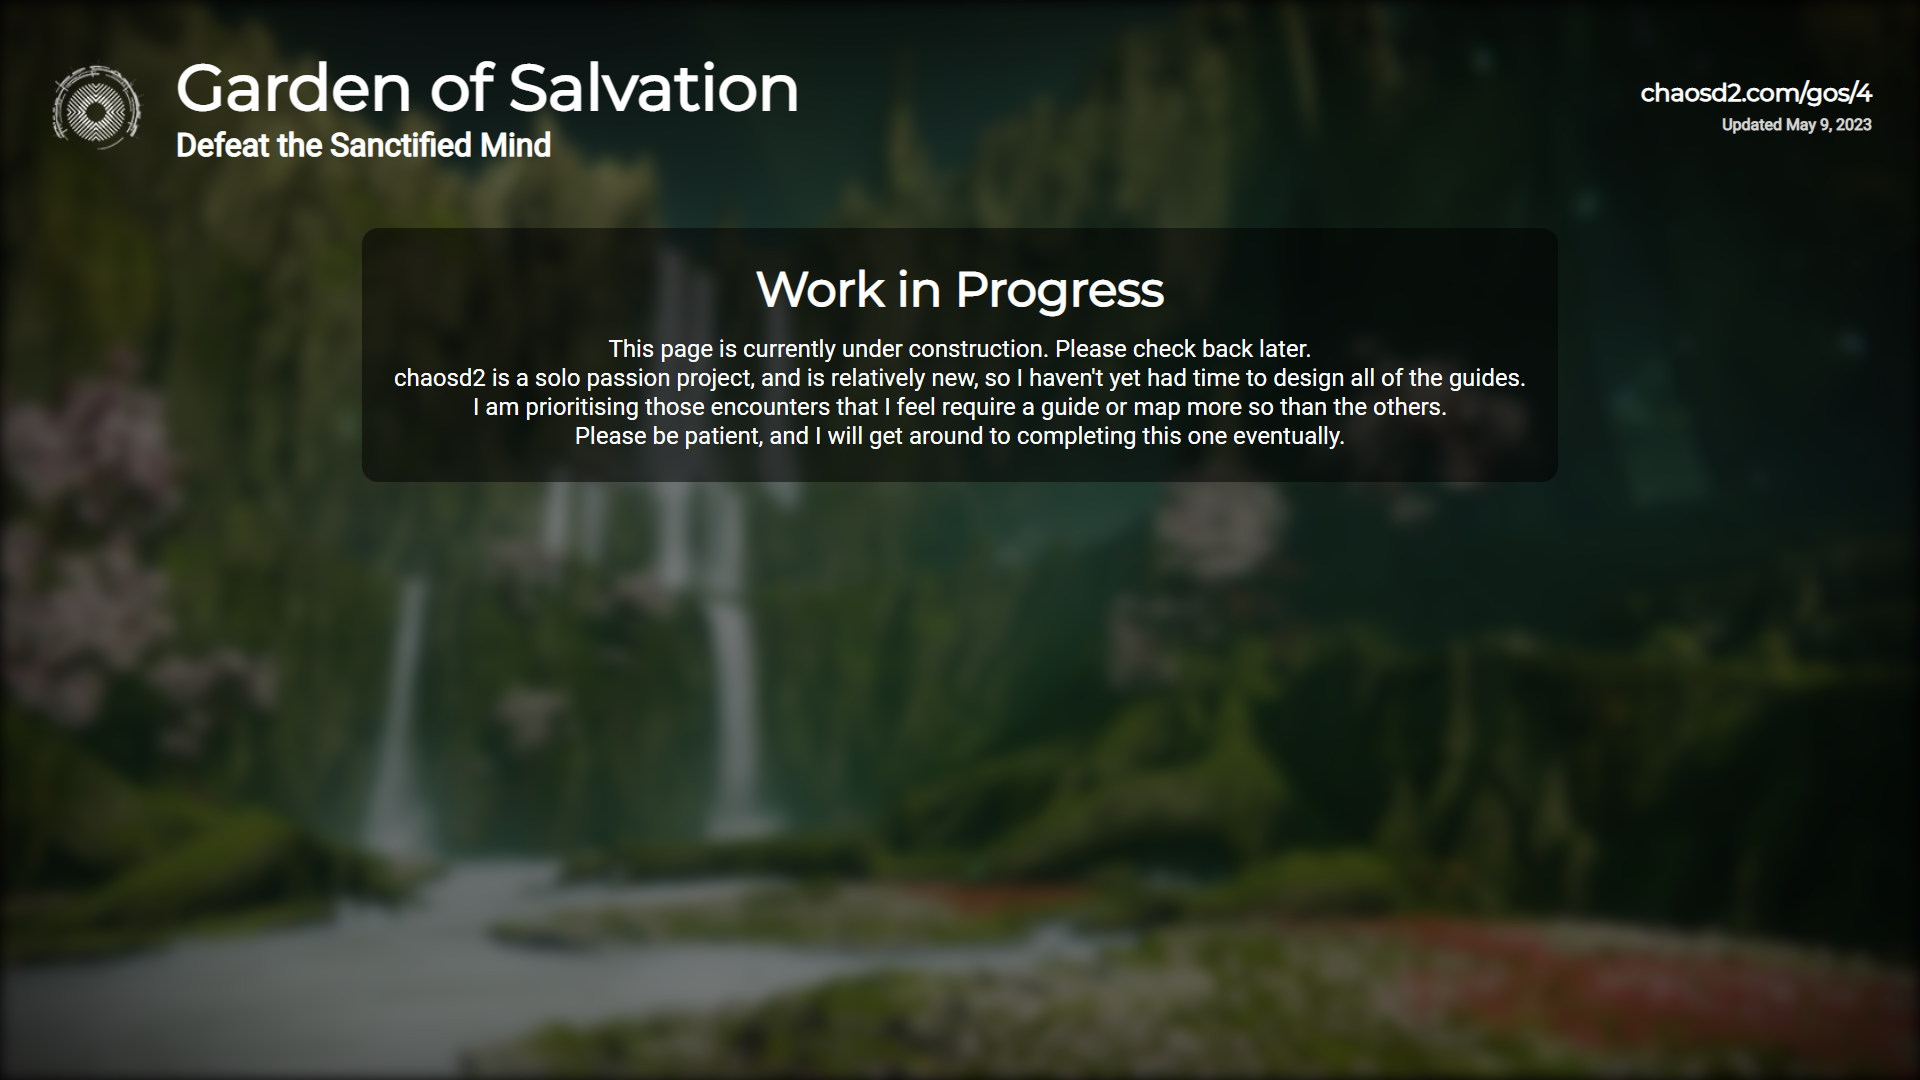 Garden of Salvation
Defeat the Sanctified Mind
chaosd2.com/gos/4
Updated May 9, 2023
Work in Progress
This page is currently under construction. Please check back later.
chaosd2 is a solo passion project, and is relatively new, so I haven't yet had time to design all of the guides.
I am prioritising those encounters that I feel require a guide or map more so than the others.
Please be patient, and I will get around to completing this one eventually.